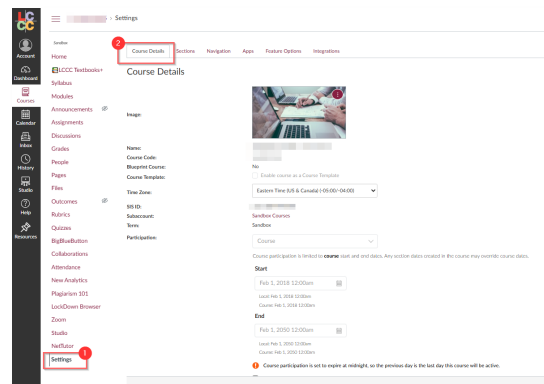 LC
CC
Account
Dashboard
Courses
Calendar
Inbox
History
Studio
Help
Resources
› Settings
Sandbox
Home
LCCC Textbooks+
Syllabus
Modules
Announcements
Assignments
Discussions
Grades
People
Pages
Files
Outcomes
Rubrics
Quizzes
BigBlueButton
Collaborations
Attendance
New Analytics
Plagiarism 101
LockDown Browser
Zoom
Studio
NetTutor
Settings
1
2
Course Details Sections Navigation Apps Feature Options Integrations
Course Details
Image:
Name:
Course Code:
Blueprint Course: No
Course Template: Enable course as a Course Template
Time Zone: Eastern Time (US & Canada) (-05:00/-04:00)
SIS ID:
Subaccount: Sandbox Courses
Term: Sandbox
Participation: Course
Course participation is limited to course start and end dates. Any section dates created in the course may override course dates.
Start
Feb 1, 2018 12:00am
Local: Feb 1, 2018 12:00am
Course: Feb 1, 2018 12:00am
End
Feb 1, 2050 12:00am
Local: Feb 1, 2050 12:00am
Course: Feb 1, 2050 12:00am
Course participation is set to expire at midnight, so the previous day is the last day this course will be active.